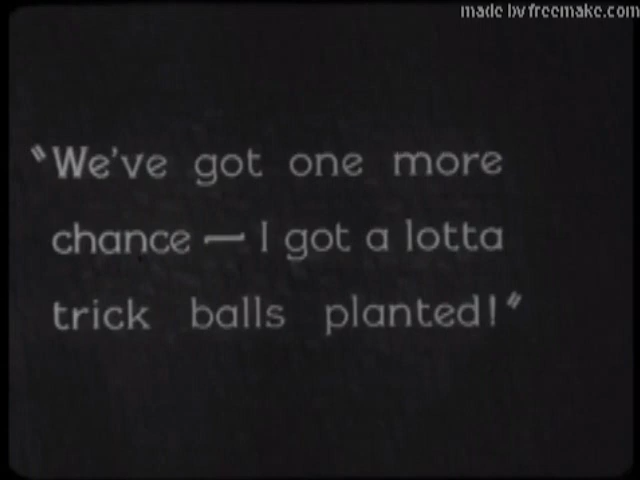 made by freemake.com
"We've got one more
chance — I got a lotta
trick balls planted!"